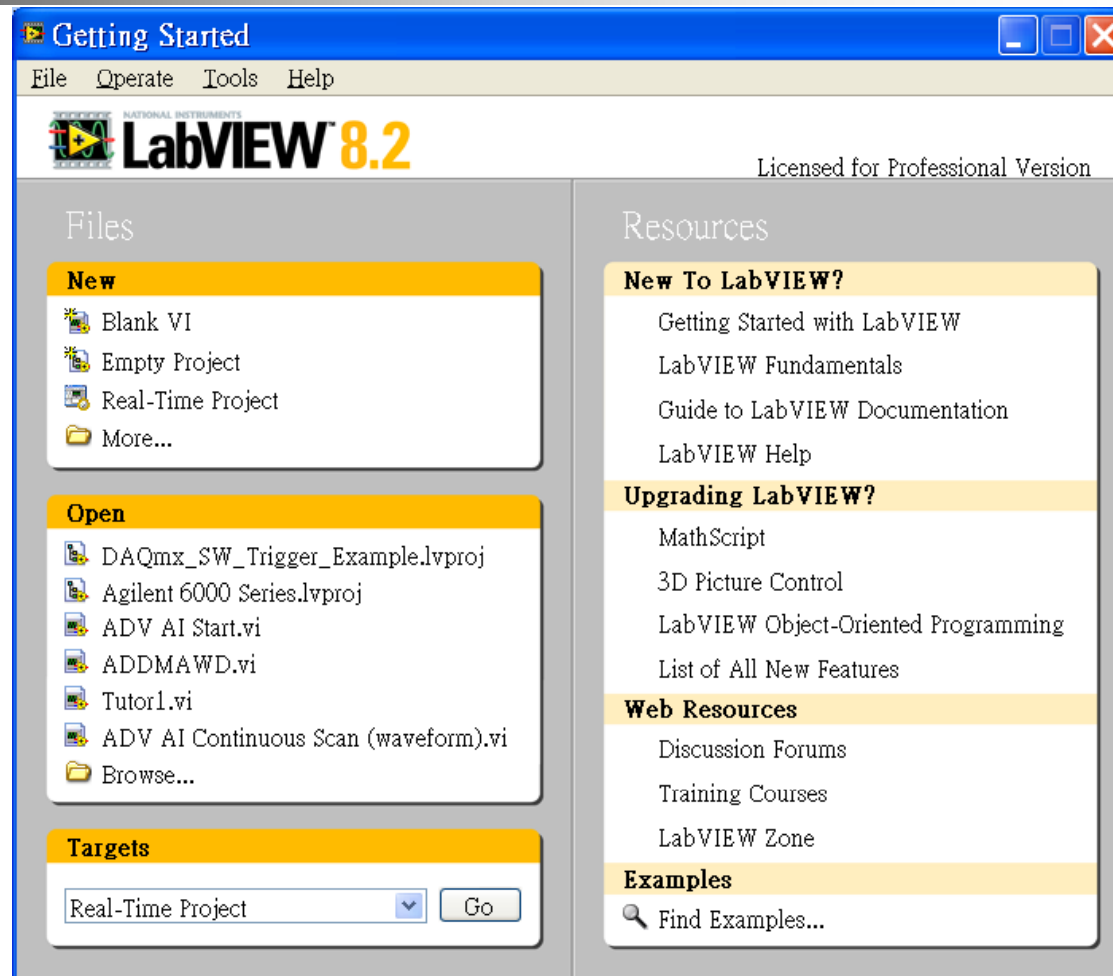 Getting Started
File Operate Tools Help
NATIONAL INSTRUMENTS
LabVIEW™ 8.2
Licensed for Professional Version
Files
New
Blank VI
Empty Project
Real-Time Project
More...
Open
DAQmx_SW_Trigger_Example.lvproj
Agilent 6000 Series.lvproj
ADV AI Start.vi
ADDMAWD.vi
Tutor1.vi
ADV AI Continuous Scan (waveform).vi
Browse...
Targets
Real-Time Project Go
Resources
New To LabVIEW?
Getting Started with LabVIEW
LabVIEW Fundamentals
Guide to LabVIEW Documentation
LabVIEW Help
Upgrading LabVIEW?
MathScript
3D Picture Control
LabVIEW Object-Oriented Programming
List of All New Features
Web Resources
Discussion Forums
Training Courses
LabVIEW Zone
Examples
Find Examples...